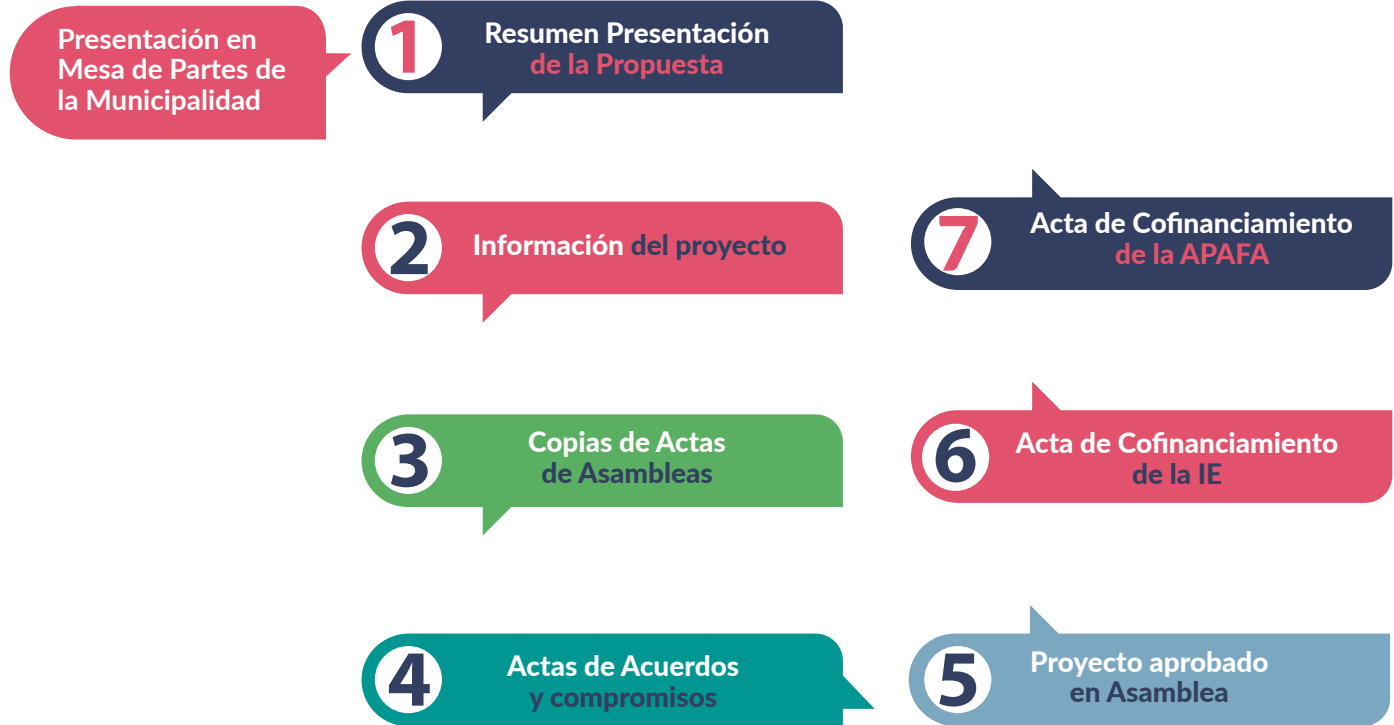 Presentación en
Mesa de Partes de
la Municipalidad
1
Resumen Presentación
de la Propuesta
2
Información del proyecto
3
Copias de Actas
de Asambleas
4
Actas de Acuerdos
y compromisos
5
Proyecto aprobado
en Asamblea
6
Acta de Cofinanciamiento
de la IE
7
Acta de Cofinanciamiento
de la APAFA